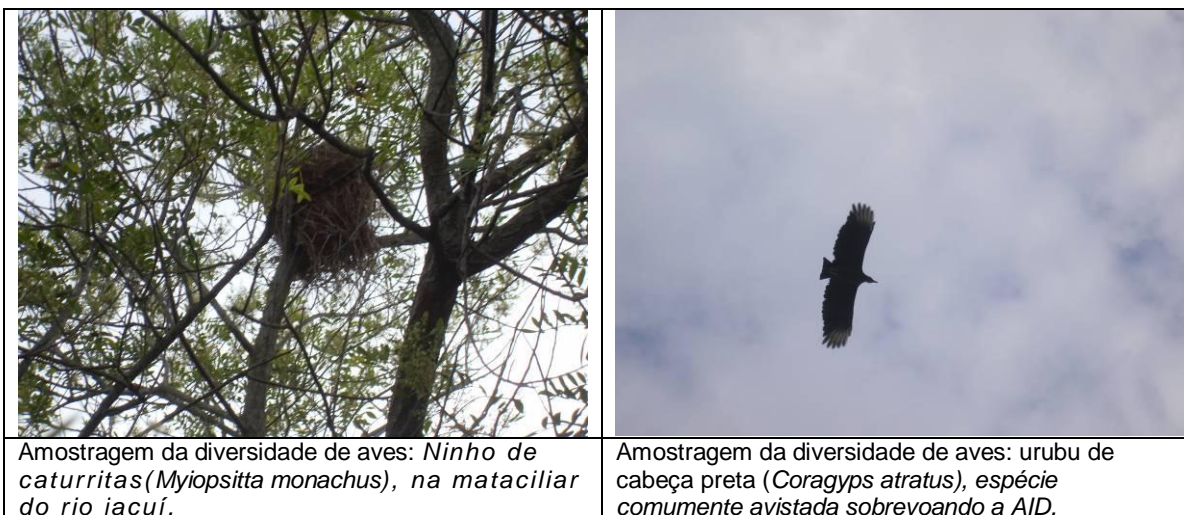 Amostragem da diversidade de aves: Ninho de
caturritas(Myiopsitta monachus), na mataciliar
do rio jacuí.
Amostragem da diversidade de aves: urubu de
cabeça preta (Coragyps atratus), espécie
comumente avistada sobrevoando a AID.